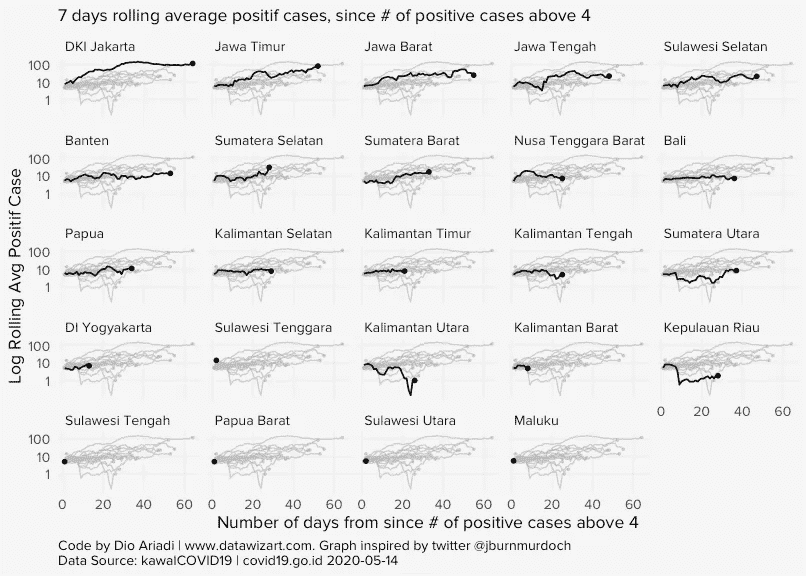 7 days rolling average positif cases, since # of positive cases above 4
DKI Jakarta
Jawa Timur
Jawa Barat
Jawa Tengah
Sulawesi Selatan
100
10
1
Banten
Sumatera Selatan
Sumatera Barat
Nusa Tenggara Barat
Bali
100
10
1
Log Rolling Avg Positif Case
Papua
Kalimantan Selatan
Kalimantan Timur
Kalimantan Tengah
Sumatera Utara
100
10
1
DI Yogyakarta
Sulawesi Tenggara
Kalimantan Utara
Kalimantan Barat
Kepulauan Riau
100
10
1
0 20 40 60
Sulawesi Tengah
Papua Barat
Sulawesi Utara
Maluku
100
10
1
0 20 40 60
0 20 40 60
0 20 40 60
0 20 40 60
Number of days from since # of positive cases above 4
Code by Dio Ariadi | www.datawizart.com. Graph inspired by twitter @jburnmurdoch
Data Source: kawalCOVID19 | covid19.go.id 2020-05-14